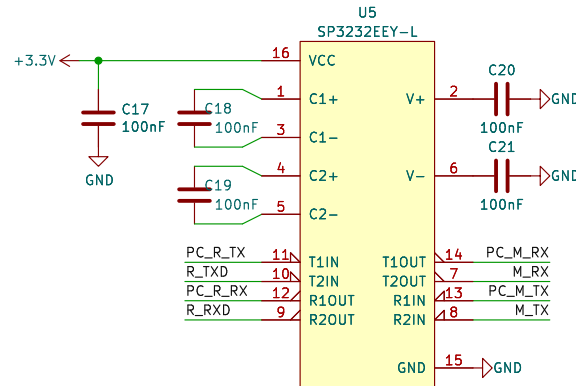 U5
SP3232EEY-L
+3.3V
16 VCC
C17
100nF
GND
1 C1+
C18
100nF
3 C1-
4 C2+
C19
100nF
5 C2-
V+ 2
C20
100nF
GND
V- 6
C21
100nF
GND
PC_R_TX 11 T1IN
R_TXD 10 T2IN
PC_R_RX 12 R1OUT
R_RXD 9 R2OUT
T1OUT 14 PC_M_RX
T2OUT 7 M_RX
R1IN 13 PC_M_TX
R2IN 8 M_TX
GND 15 GND